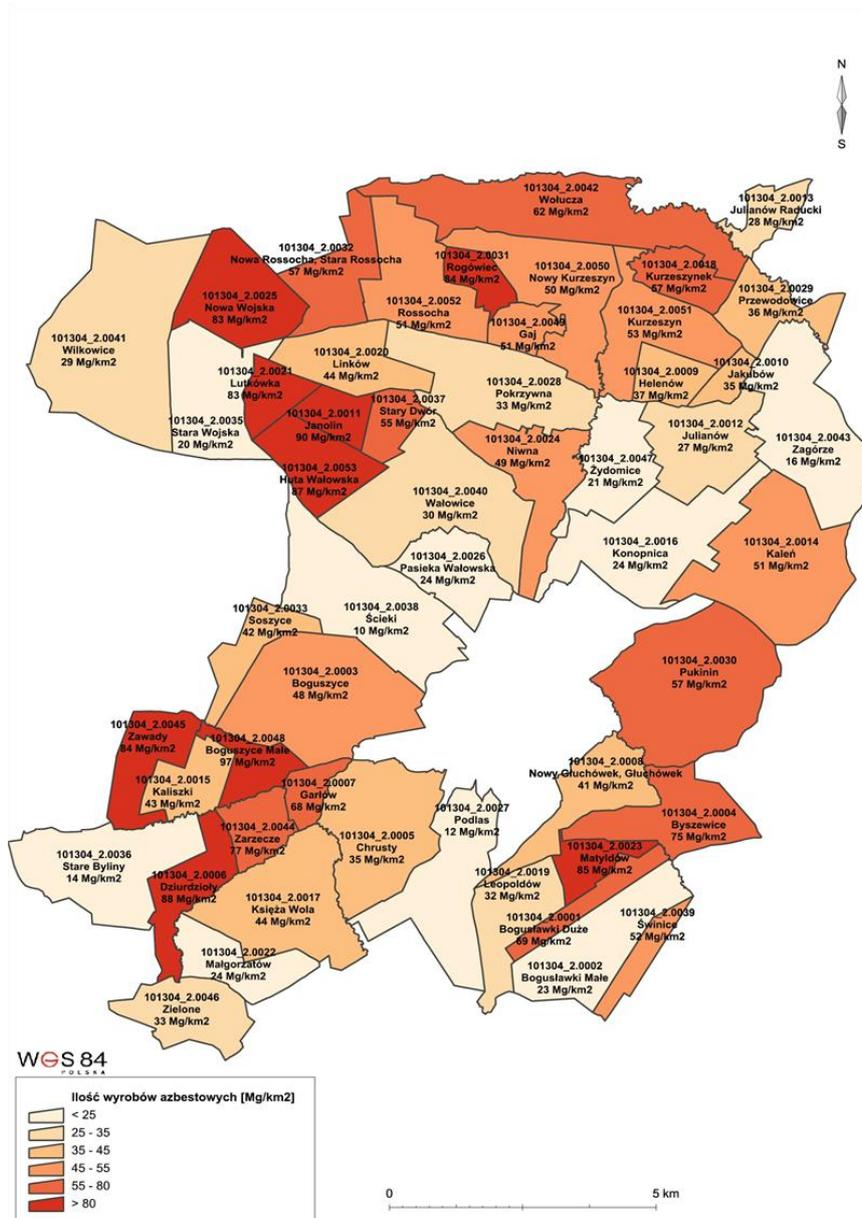 N
S
101304_2.0042
Wołucza
62 Mg/km2
101304_2.0013
Julianów Raducki
28 Mg/km2
101304_2.0032
Nowa Rossocha, Stara Rossocha
57 Mg/km2
101304_2.0031
Rogówiec
84 Mg/km2
101304_2.0050
Nowy Kurzeszyn
50 Mg/km2
101304_2.0018
Kurzeszynek
57 Mg/km2
101304_2.0025
Nowa Wojska
83 Mg/km2
101304_2.0029
Przewodowice
36 Mg/km2
101304_2.0052
Rossocha
51 Mg/km2
101304_2.0049
Gaj
51 Mg/km2
101304_2.0051
Kurzeszyn
53 Mg/km2
101304_2.0041
Wilkowice
29 Mg/km2
101304_2.0020
Linków
44 Mg/km2
101304_2.0010
Jakubów
35 Mg/km2
101304_2.0021
Lutkówka
83 Mg/km2
101304_2.0009
Helenów
37 Mg/km2
101304_2.0028
Pokrzywna
33 Mg/km2
101304_2.0037
Stary Dwór
55 Mg/km2
101304_2.0011
Janolin
90 Mg/km2
101304_2.0035
Stara Wojska
20 Mg/km2
101304_2.0012
Julianów
27 Mg/km2
101304_2.0043
Zagórze
16 Mg/km2
101304_2.0024
Niwna
49 Mg/km2
101304_2.0047
Żydomice
21 Mg/km2
101304_2.0053
Huta Wałowska
87 Mg/km2
101304_2.0040
Wałowice
30 Mg/km2
101304_2.0016
Konopnica
24 Mg/km2
101304_2.0014
Kaleń
51 Mg/km2
101304_2.0026
Pasieka Wałowska
24 Mg/km2
101304_2.0033
Soszyce
42 Mg/km2
101304_2.0038
Ścieki
10 Mg/km2
101304_2.0003
Boguszyce
48 Mg/km2
101304_2.0030
Pukinin
57 Mg/km2
101304_2.0045
Zawady
84 Mg/km2
101304_2.0048
Boguszyce Małe
97 Mg/km2
101304_2.0008
Nowy Głuchówek, Głuchówek
41 Mg/km2
101304_2.0015
Kaliszki
43 Mg/km2
101304_2.0007
Garłów
68 Mg/km2
101304_2.0027
Podlas
12 Mg/km2
101304_2.0004
Byszewice
75 Mg/km2
101304_2.0044
Zarzecze
77 Mg/km2
101304_2.0005
Chrusty
35 Mg/km2
101304_2.0023
Matyldów
85 Mg/km2
101304_2.0036
Stare Byliny
14 Mg/km2
101304_2.0006
Dziurdzioły
88 Mg/km2
101304_2.0019
Leopoldów
32 Mg/km2
101304_2.0017
Księża Wola
44 Mg/km2
101304_2.0001
Bogusławki Duże
69 Mg/km2
101304_2.0039
Świnice
52 Mg/km2
101304_2.0022
Małgorzatów
24 Mg/km2
101304_2.0002
Bogusławki Małe
23 Mg/km2
101304_2.0046
Zielone
33 Mg/km2
WGS 84
POLSKA
Ilość wyrobów azbestowych [Mg/km2]
< 25
25 - 35
35 - 45
45 - 55
55 - 80
> 80
0
5 km